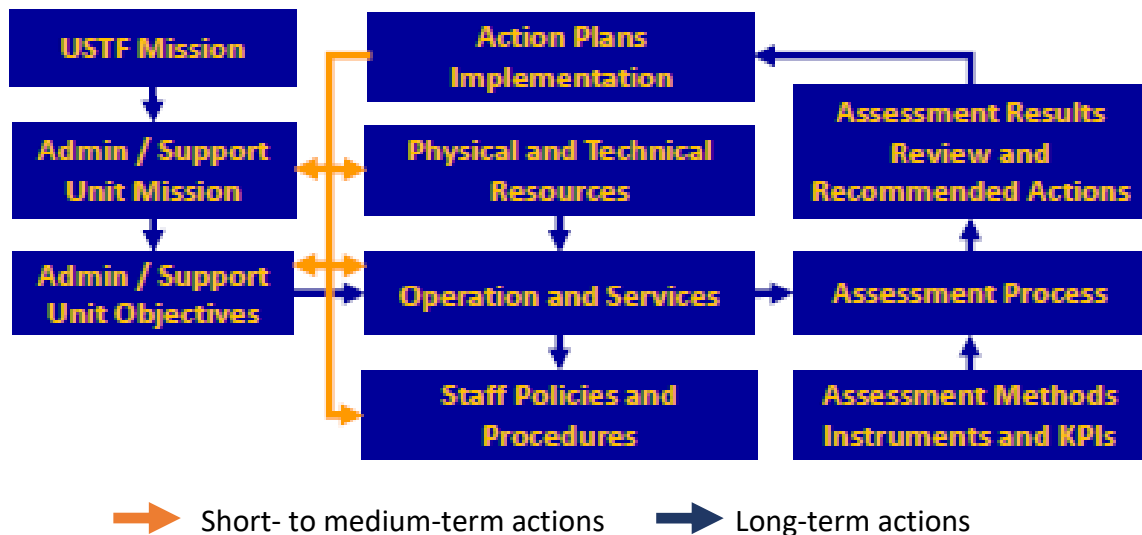 USTF Mission
Admin / Support
Unit Mission
Admin / Support
Unit Objectives
Action Plans
Implementation
Physical and Technical
Resources
Operation and Services
Staff Policies and
Procedures
Assessment Results
Review and
Recommended Actions
Assessment Process
Assessment Methods
Instruments and KPIs
Short- to medium-term actions
Long-term actions